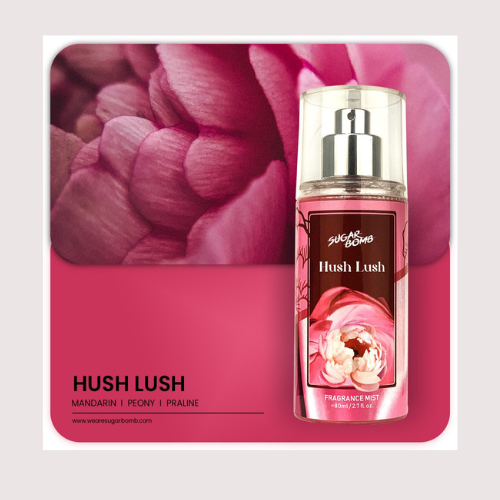 SUGAR
BOMB
Hush Lush
FRAGRANCE MIST
HUSH LUSH
MANDARIN I PEONY I PRALINE
www.wearesugarbomb.com